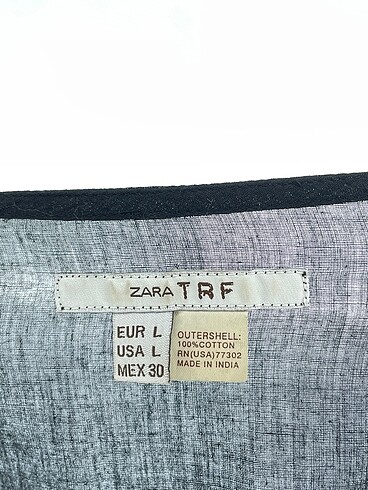 ZARA TRF
EUR L
USA L
MEX 30
OUTERSHELL:
100%COTTON
RN(USA)77302
MADE IN INDIA